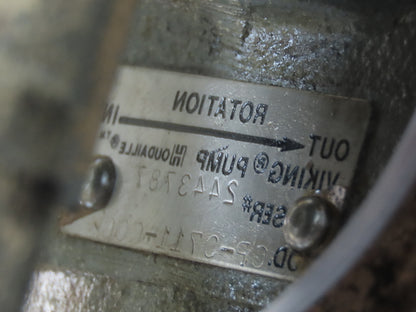 ROTATION
IN OUT
VIKING® PUMP HOUDAILLE
SER# 2443787